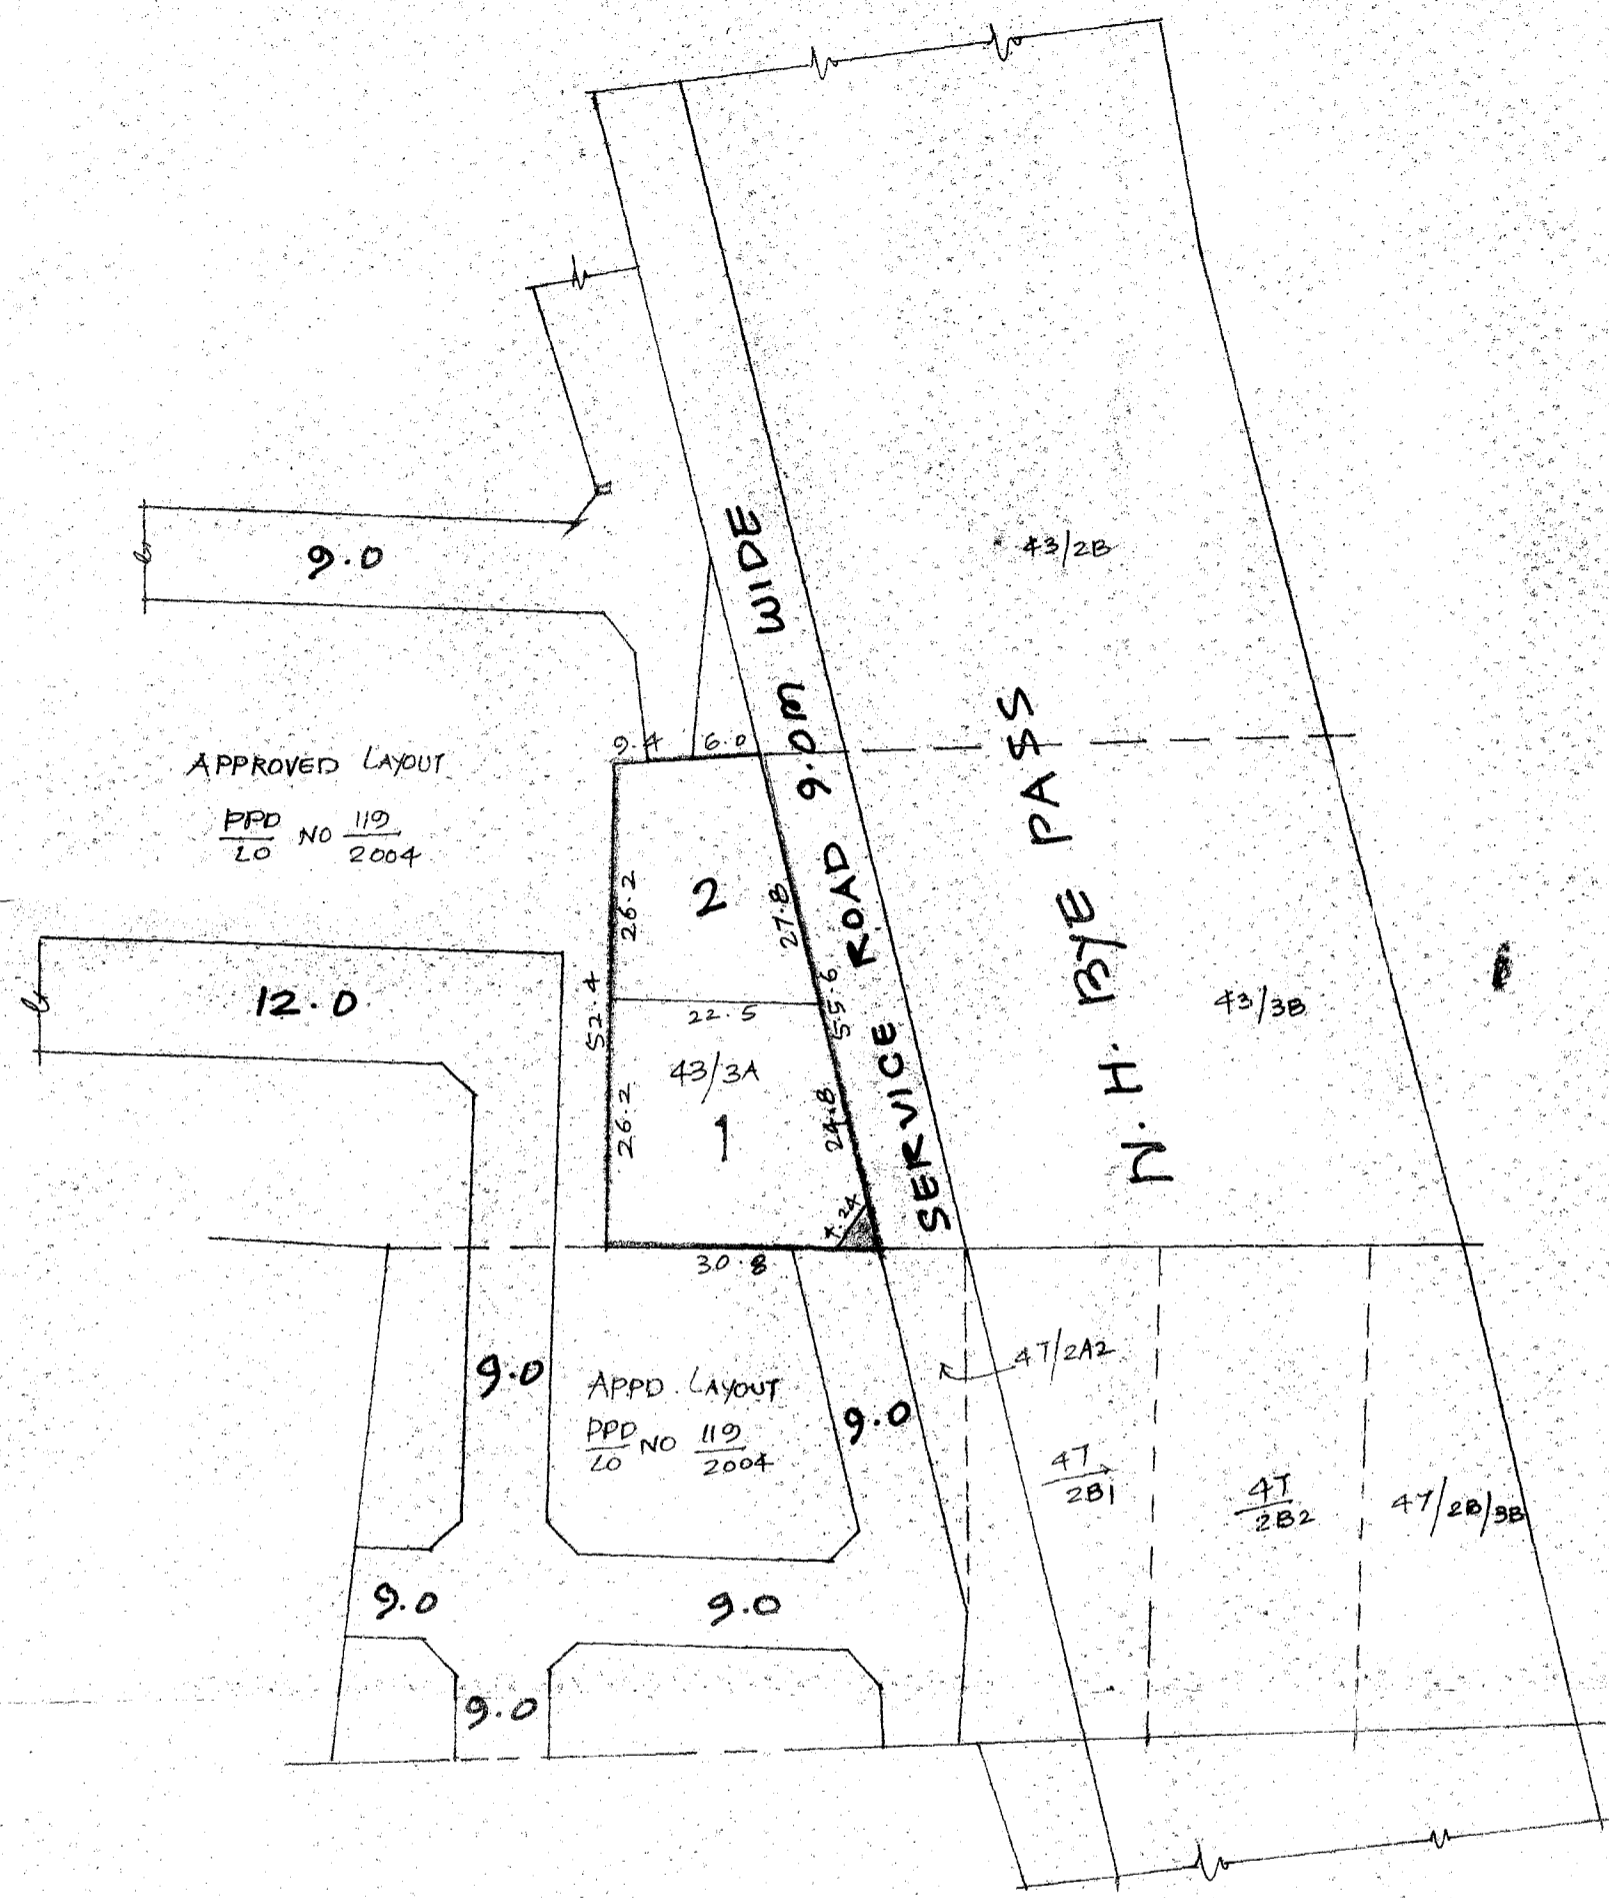 9.0
43/2B
SERVICE ROAD 9.0M WIDE
N.H. BYE PASS
APPROVED LAYOUT
PPD/LO NO 119/2004
9.4
6.0
2
26.2
27.8
12.0
52.4
22.5
55.6
43/3A
43/3B
26.2
1
24.8
4.24
30.8
9.0
APPD. LAYOUT
PPD/LO NO 119/2004
9.0
47/2A2
47/2B1
47/2B2
47/2B/3B
9.0
9.0
9.0